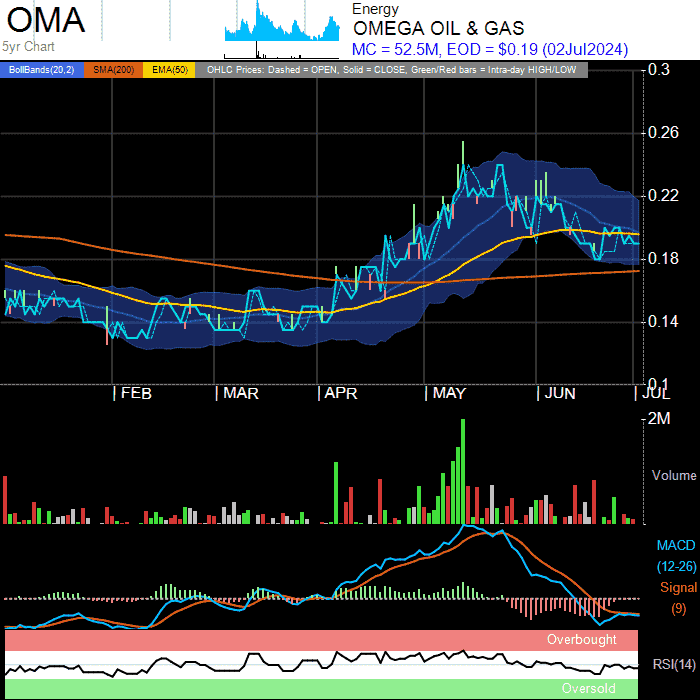 OMA
5yr Chart
Energy
OMEGA OIL & GAS
MC = 52.5M, EOD = $0.19 (02Jul2024)
BollBands(20,2) SMA(200) EMA(50) OHLC Prices: Dashed = OPEN, Solid = CLOSE, Green/Red bars = Intra-day HIGH/LOW
0.3
0.26
0.22
0.18
0.14
0.1
| FEB | MAR | APR | MAY | JUN | JUL
2M
Volume
MACD
(12-26)
Signal
(9)
Overbought
RSI(14)
Oversold